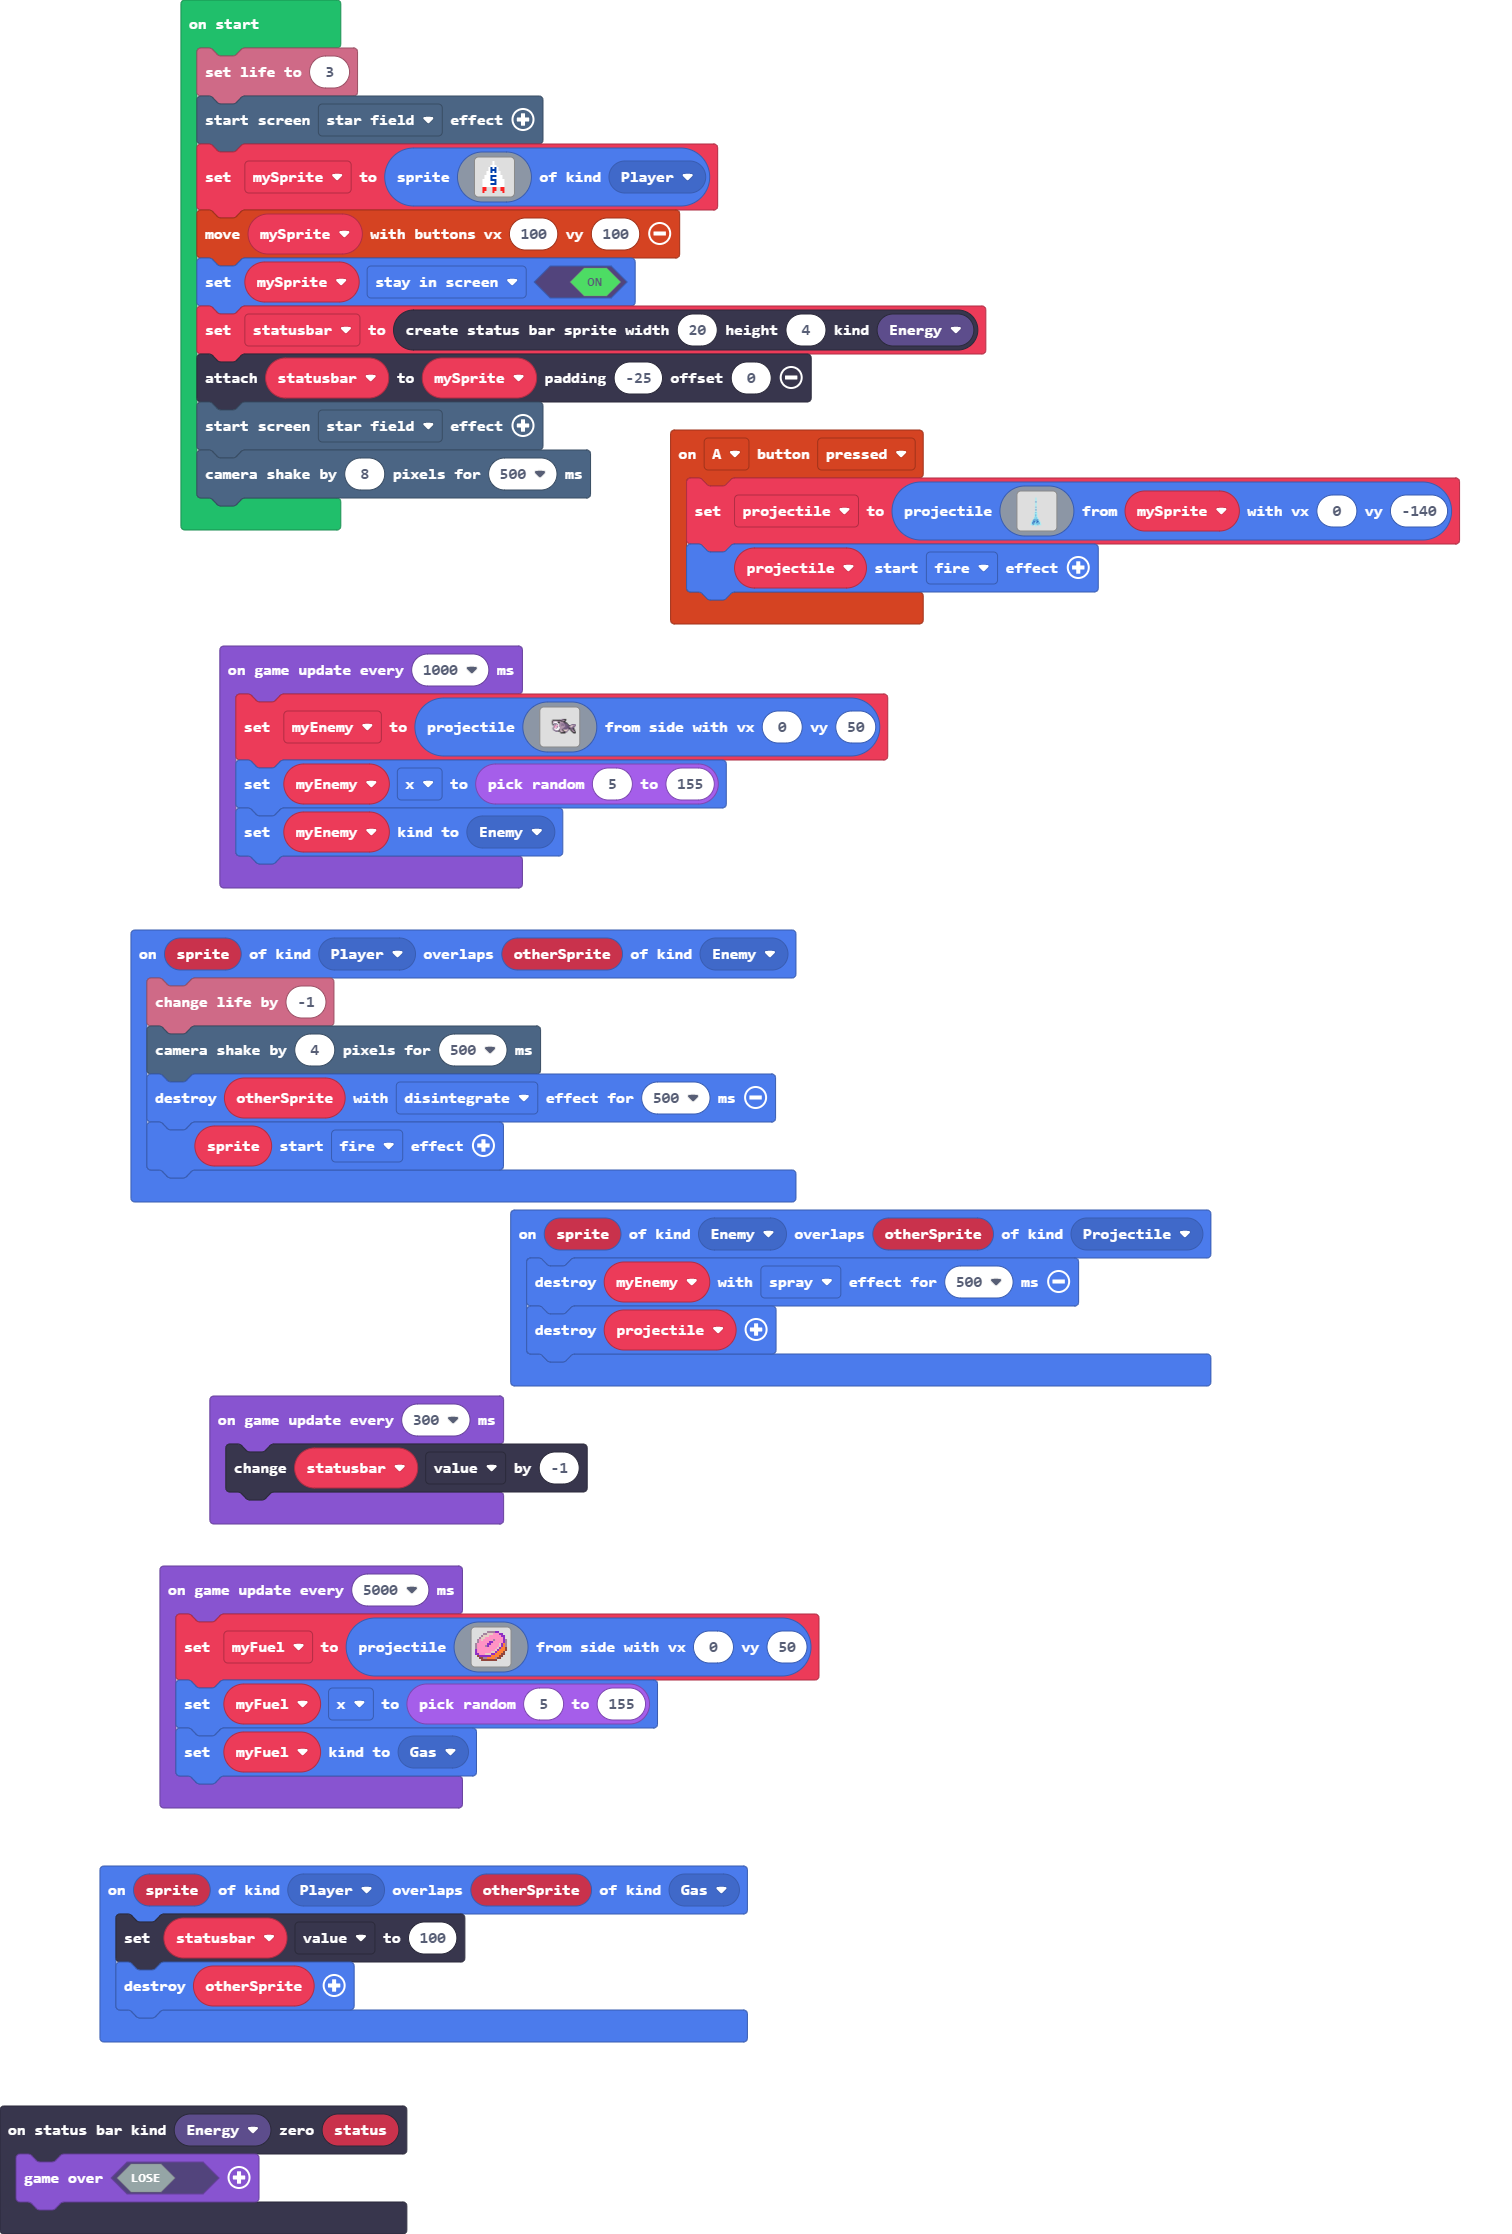 on start
set life to 3
start screen star field effect
set mySprite to sprite H S of kind Player
move mySprite with buttons vx 100 vy 100
set mySprite stay in screen ON
set statusbar to create status bar sprite width 20 height 4 kind Energy
attach statusbar to mySprite padding -25 offset 0
start screen star field effect
camera shake by 8 pixels for 500 ms
on A button pressed
set projectile to projectile from mySprite with vx 0 vy -140
projectile start fire effect
on game update every 1000 ms
set myEnemy to projectile from side with vx 0 vy 50
set myEnemy x to pick random 5 to 155
set myEnemy kind to Enemy
on sprite of kind Player overlaps otherSprite of kind Enemy
change life by -1
camera shake by 4 pixels for 500 ms
destroy otherSprite with disintegrate effect for 500 ms
sprite start fire effect
on sprite of kind Enemy overlaps otherSprite of kind Projectile
destroy myEnemy with spray effect for 500 ms
destroy projectile
on game update every 300 ms
change statusbar value by -1
on game update every 5000 ms
set myFuel to projectile from side with vx 0 vy 50
set myFuel x to pick random 5 to 155
set myFuel kind to Gas
on sprite of kind Player overlaps otherSprite of kind Gas
set statusbar value to 100
destroy otherSprite
on status bar kind Energy zero status
game over LOSE